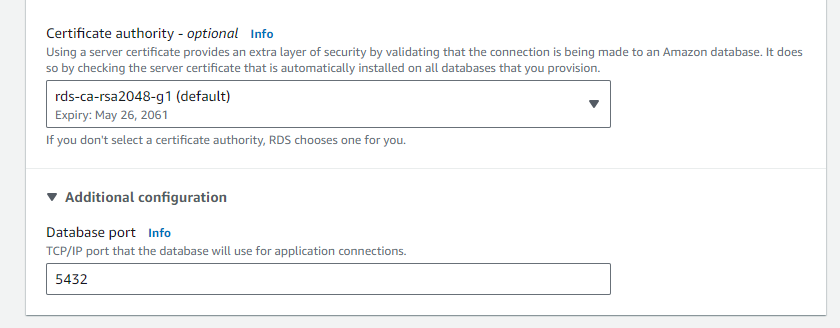 Certificate authority - optional Info
Using a server certificate provides an extra layer of security by validating that the connection is being made to an Amazon database. It does
so by checking the server certificate that is automatically installed on all databases that you provision.
rds-ca-rsa2048-g1 (default)
Expiry: May 26, 2061
If you don't select a certificate authority, RDS chooses one for you.
Additional configuration
Database port Info
TCP/IP port that the database will use for application connections.
5432